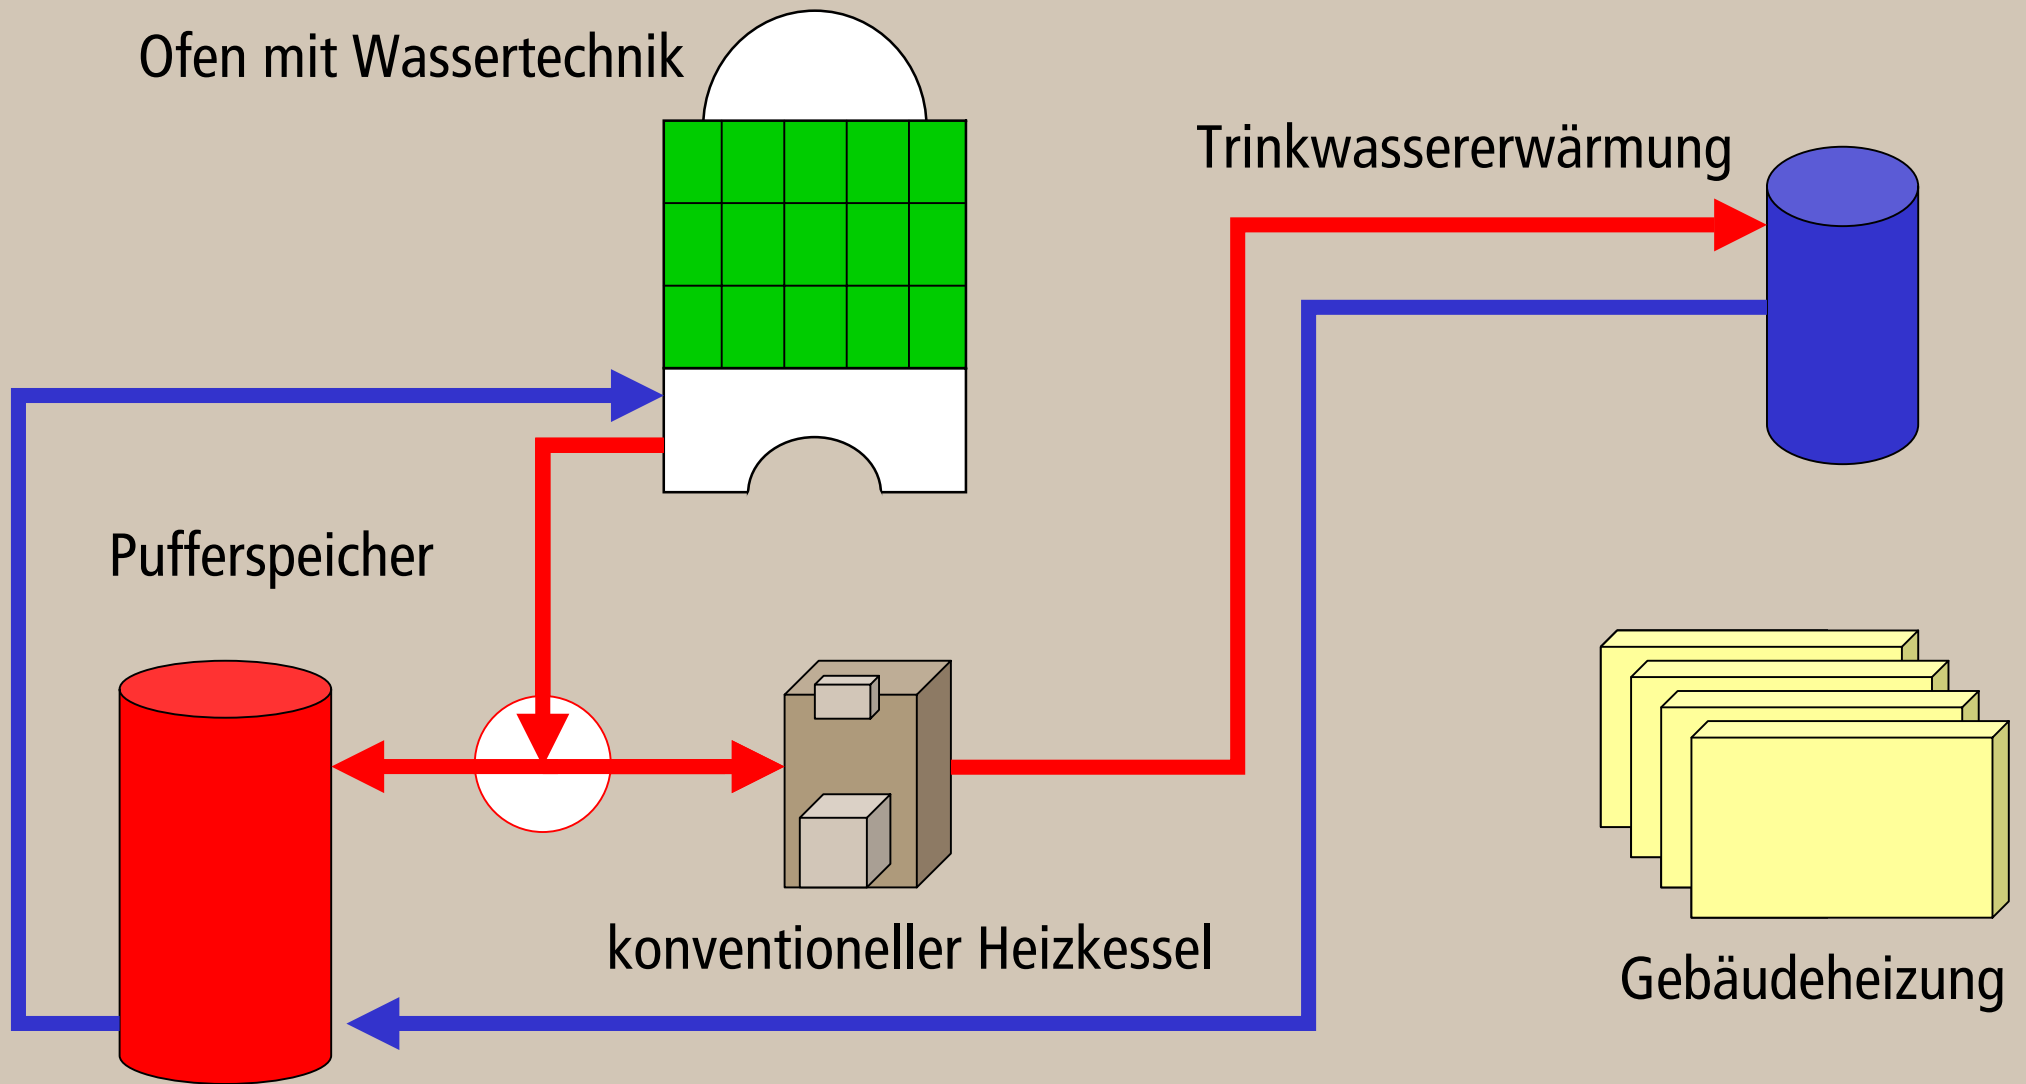 Ofen mit Wassertechnik
Trinkwassererwärmung
Pufferspeicher
konventioneller Heizkessel
Gebäudeheizung